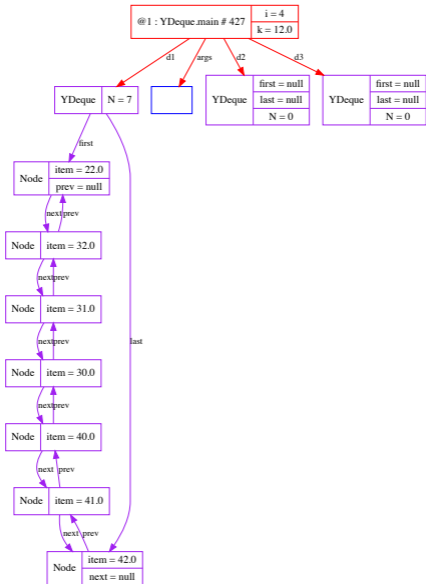 @1 : YDeque.main # 427
i = 4
k = 12.0
d1
args
d2
d3
YDeque
N = 7
YDeque
first = null
last = null
N = 0
YDeque
first = null
last = null
N = 0
first
Node
item = 22.0
prev = null
next prev
Node
item = 32.0
next prev
Node
item = 31.0
last
next prev
Node
item = 30.0
next prev
Node
item = 40.0
next prev
Node
item = 41.0
next prev
Node
item = 42.0
next = null